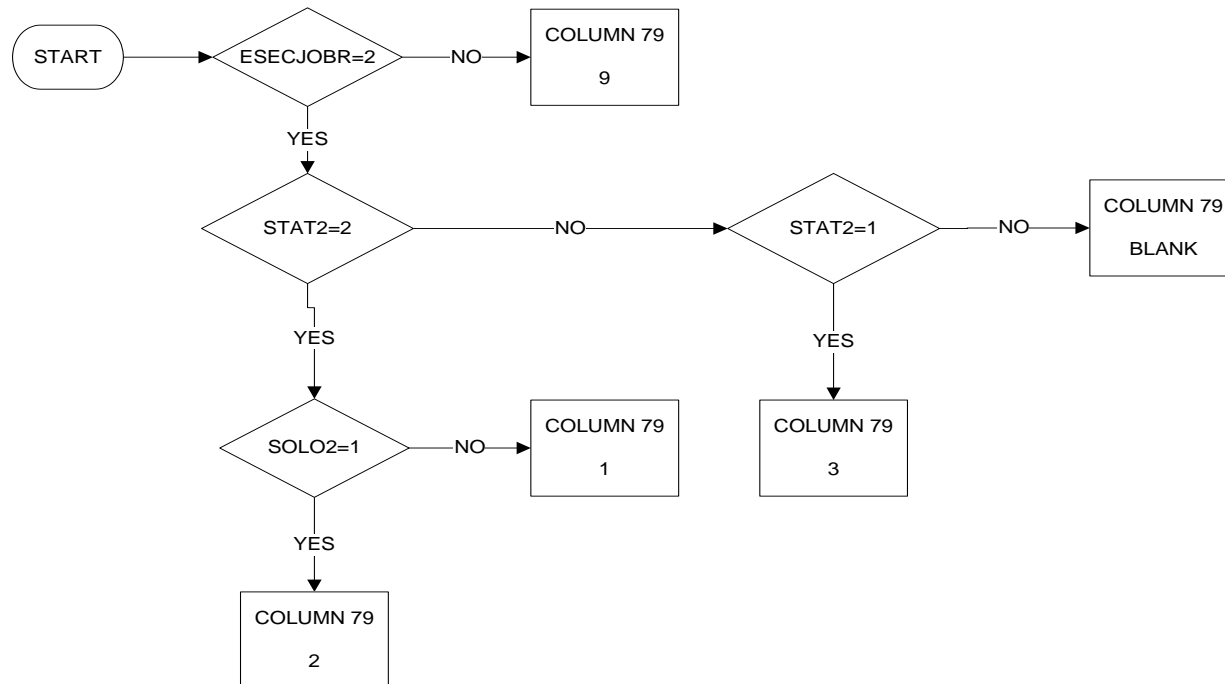 START
ESECJOBR=2
NO
COLUMN 79
9
YES
STAT2=2
NO
STAT2=1
NO
COLUMN 79
BLANK
YES
YES
SOLO2=1
NO
COLUMN 79
1
COLUMN 79
3
YES
COLUMN 79
2